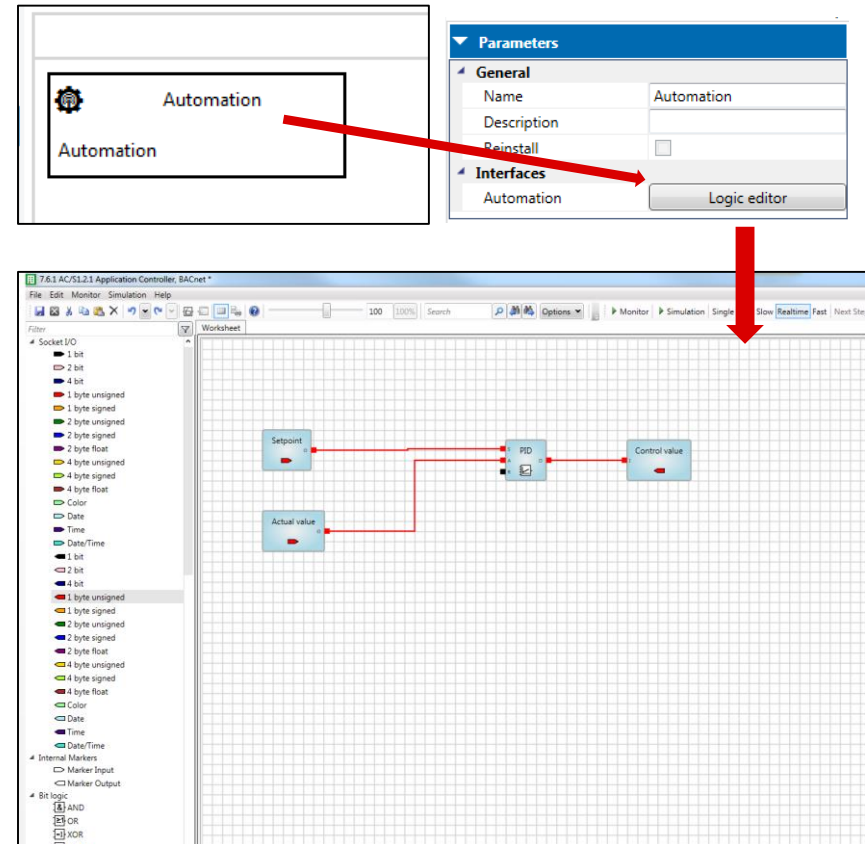 Automation
Automation
Parameters
General
Name Automation
Description
Reinstall
Interfaces
Automation Logic editor
7.6.1 AC/S1.2.1 Application Controller, BACnet *
File Edit Monitor Simulation Help
100 100% Search Options Monitor Simulation Single Slow Realtime Fast Next Ste
Filter Worksheet
Socket I/O
1 bit
2 bit
4 bit
1 byte unsigned
1 byte signed
2 byte unsigned
2 byte signed
2 byte float
4 byte unsigned
4 byte signed
4 byte float
Color
Date
Time
Date/Time
1 bit
2 bit
4 bit
1 byte unsigned
1 byte signed
2 byte unsigned
2 byte signed
2 byte float
4 byte unsigned
4 byte signed
4 byte float
Color
Date
Time
Date/Time
Internal Markers
Marker Input
Marker Output
Bit logic
& AND
≥1 OR
=1 XOR
Setpoint
PID
Control value
Actual value